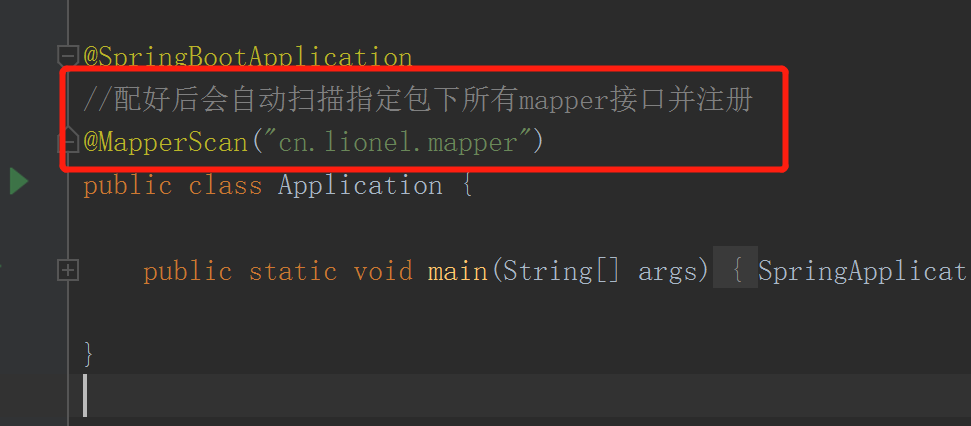 @SpringBootApplication
//配好后会自动扫描指定包下所有mapper接口并注册
@MapperScan("cn.lionel.mapper")
public class Application {
public static void main(String[] args) { SpringApplicat
}